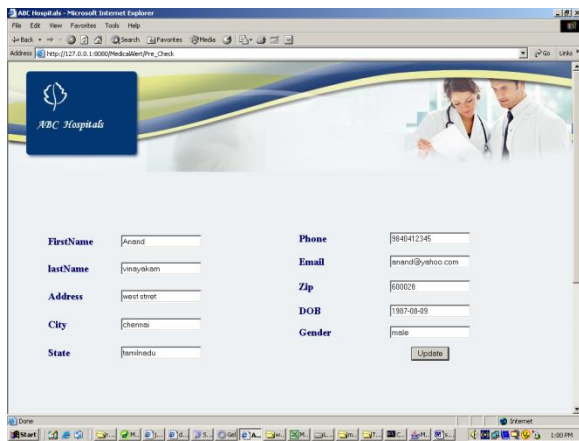 ABC Hospitals - Microsoft Internet Explorer
File Edit View Favorites Tools Help
Back Search Favorites Media
Address http://127.0.0.1:8080/MedicalAlert/Pre_Check Go Links
ABC Hospitals
FirstName Anand
lastName vinayakam
Address west strret
City chennai
State tamilnadu
Phone 9840412345
Email anand@yahoo.com
Zip 600028
DOB 1987-08-09
Gender male
Update
Done Internet
Start 1:00 PM